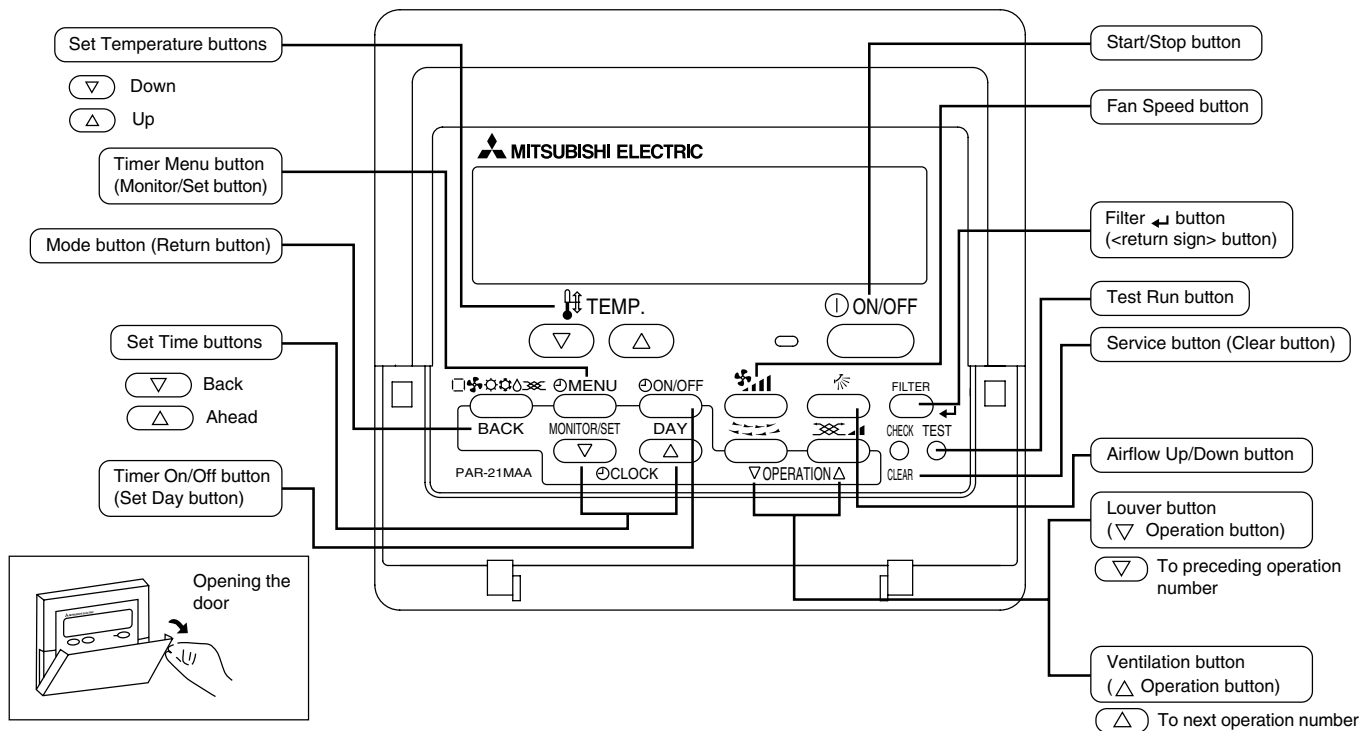 Set Temperature buttons
▽ Down
△ Up
Timer Menu button
(Monitor/Set button)
Mode button (Return button)
Set Time buttons
▽ Back
△ Ahead
Timer On/Off button
(Set Day button)
Opening the
door
MITSUBISHI ELECTRIC
TEMP.
ON/OFF
▽ △
MENU ON/OFF FILTER
BACK MONITOR/SET DAY CHECK TEST
▽ △
PAR-21MAA CLOCK ▽ OPERATION △ CLEAR
Start/Stop button
Fan Speed button
Filter ↵ button
(<return sign> button)
Test Run button
Service button (Clear button)
Airflow Up/Down button
Louver button
(▽ Operation button)
▽ To preceding operation
number
Ventilation button
(△ Operation button)
△ To next operation number